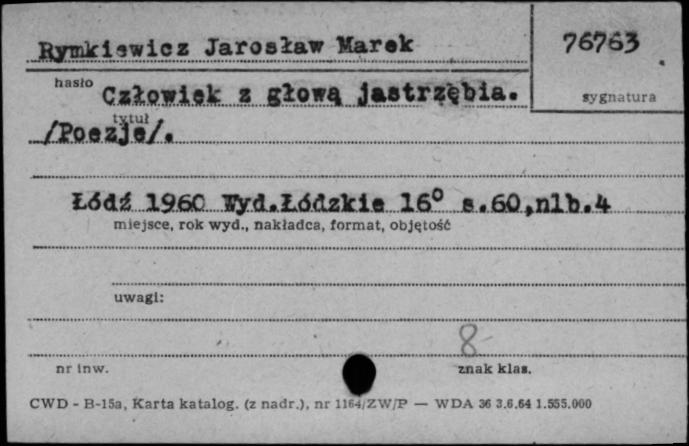 Rymkiewicz Jarosław Marek 76763
hasło sygnatura
Człowiek z głową jastrzębia.
tytuł
/Poezje/.
Łódź 1960 Wyd.Łódzkie 16° s.60,nlb.4
miejsce, rok wyd., nakładca, format, objętość
uwagi:
8
nr inw. znak klas.
CWD - B-15a, Karta katalog. (z nadr.), nr 1164/ZW/P — WDA 36 3.6.64 1.555.000